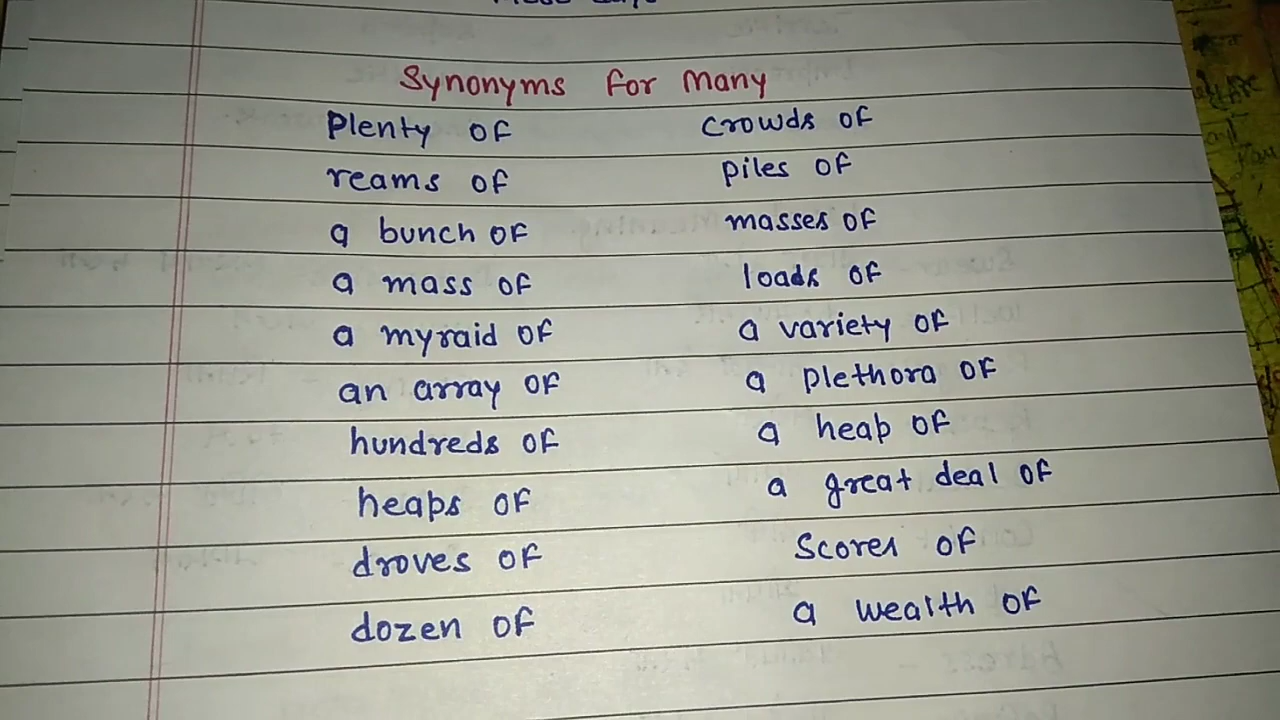 Synonyms for Many
Plenty of crowds of
reams of piles of
a bunch of masses of
a mass of loads of
a myraid of a variety of
an array of a plethora of
hundreds of a heap of
heaps of a great deal of
droves of Scores of
dozen of a wealth of